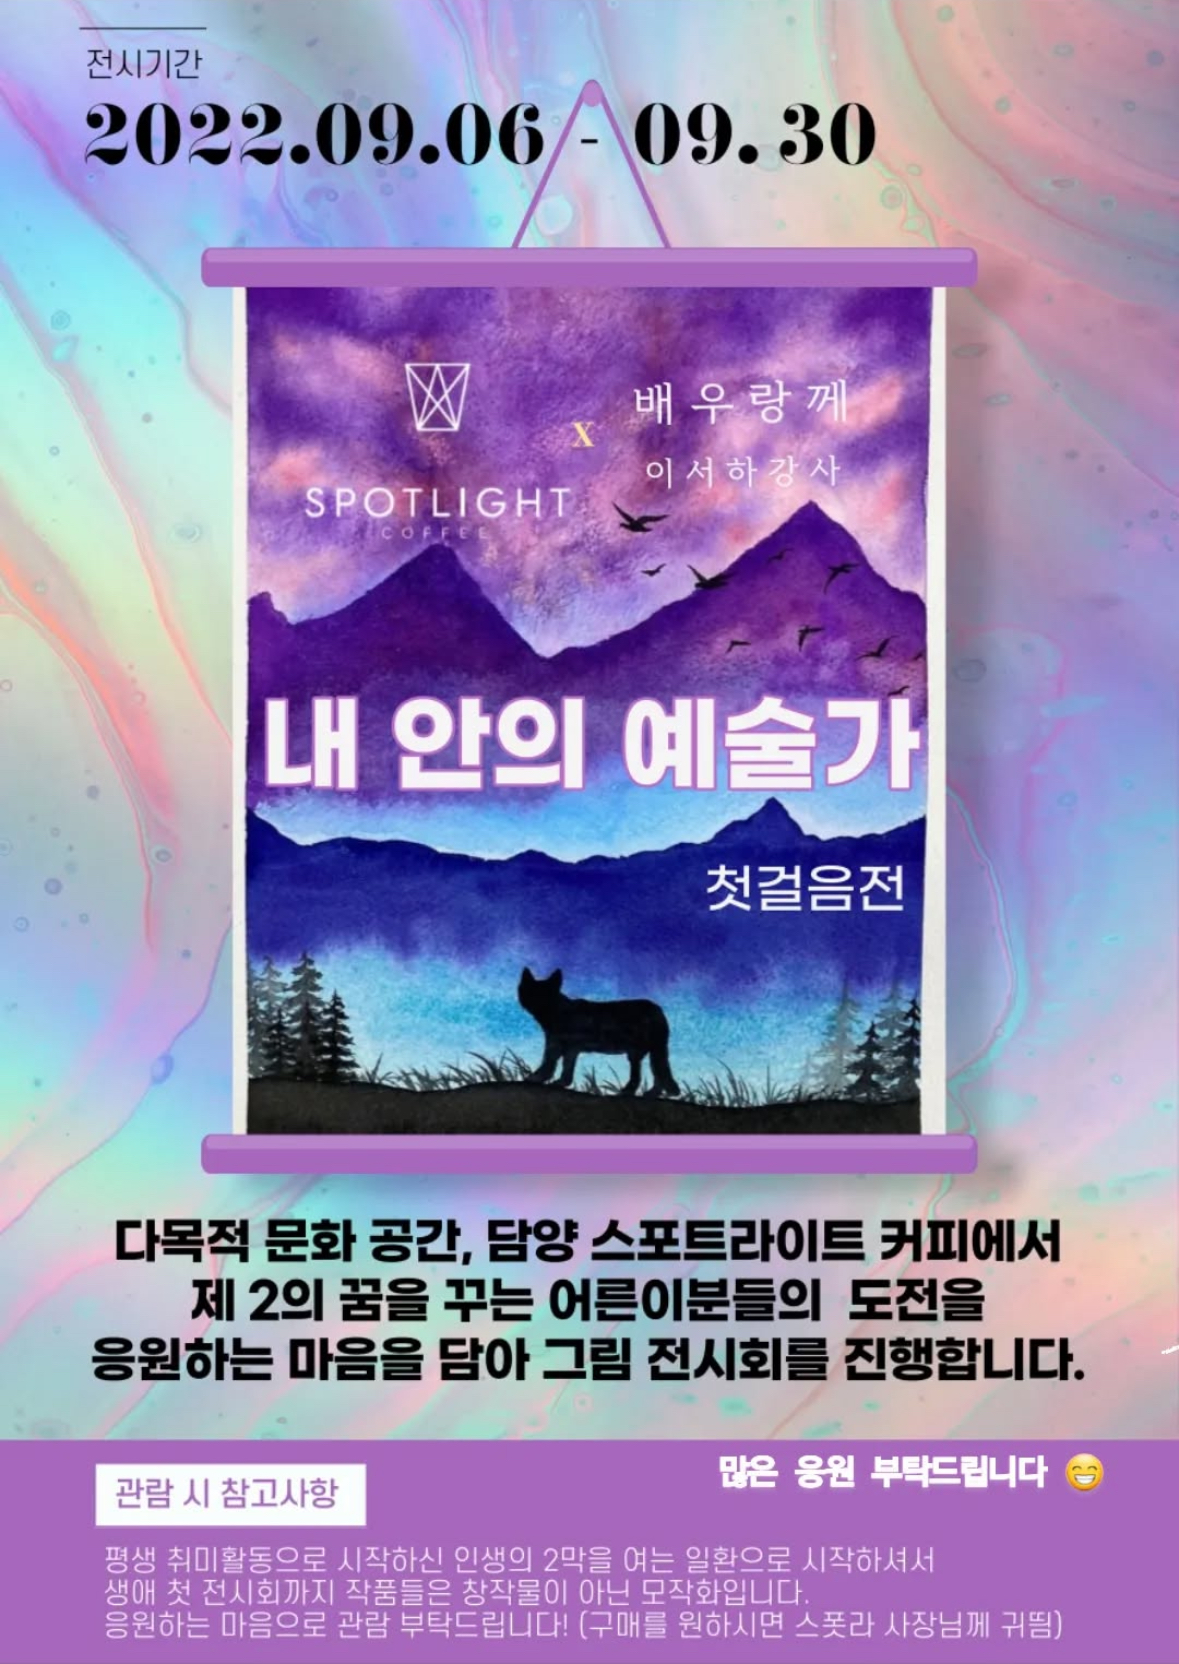 전시기간
2022.09.06 - 09.30
SPOTLIGHT
COFFEE
X
배우랑께
이서하강사
내 안의 예술가
첫걸음전
다목적 문화 공간, 담양 스포트라이트 커피에서
제 2의 꿈을 꾸는 어른이분들의 도전을
응원하는 마음을 담아 그림 전시회를 진행합니다.
많은 응원 부탁드립니다 😁
관람 시 참고사항
평생 취미활동으로 시작하신 인생의 2막을 여는 일환으로 시작하셔서
생애 첫 전시회까지 작품들은 창작물이 아닌 모작화입니다.
응원하는 마음으로 관람 부탁드립니다! (구매를 원하시면 스폿라 사장님께 귀띔)